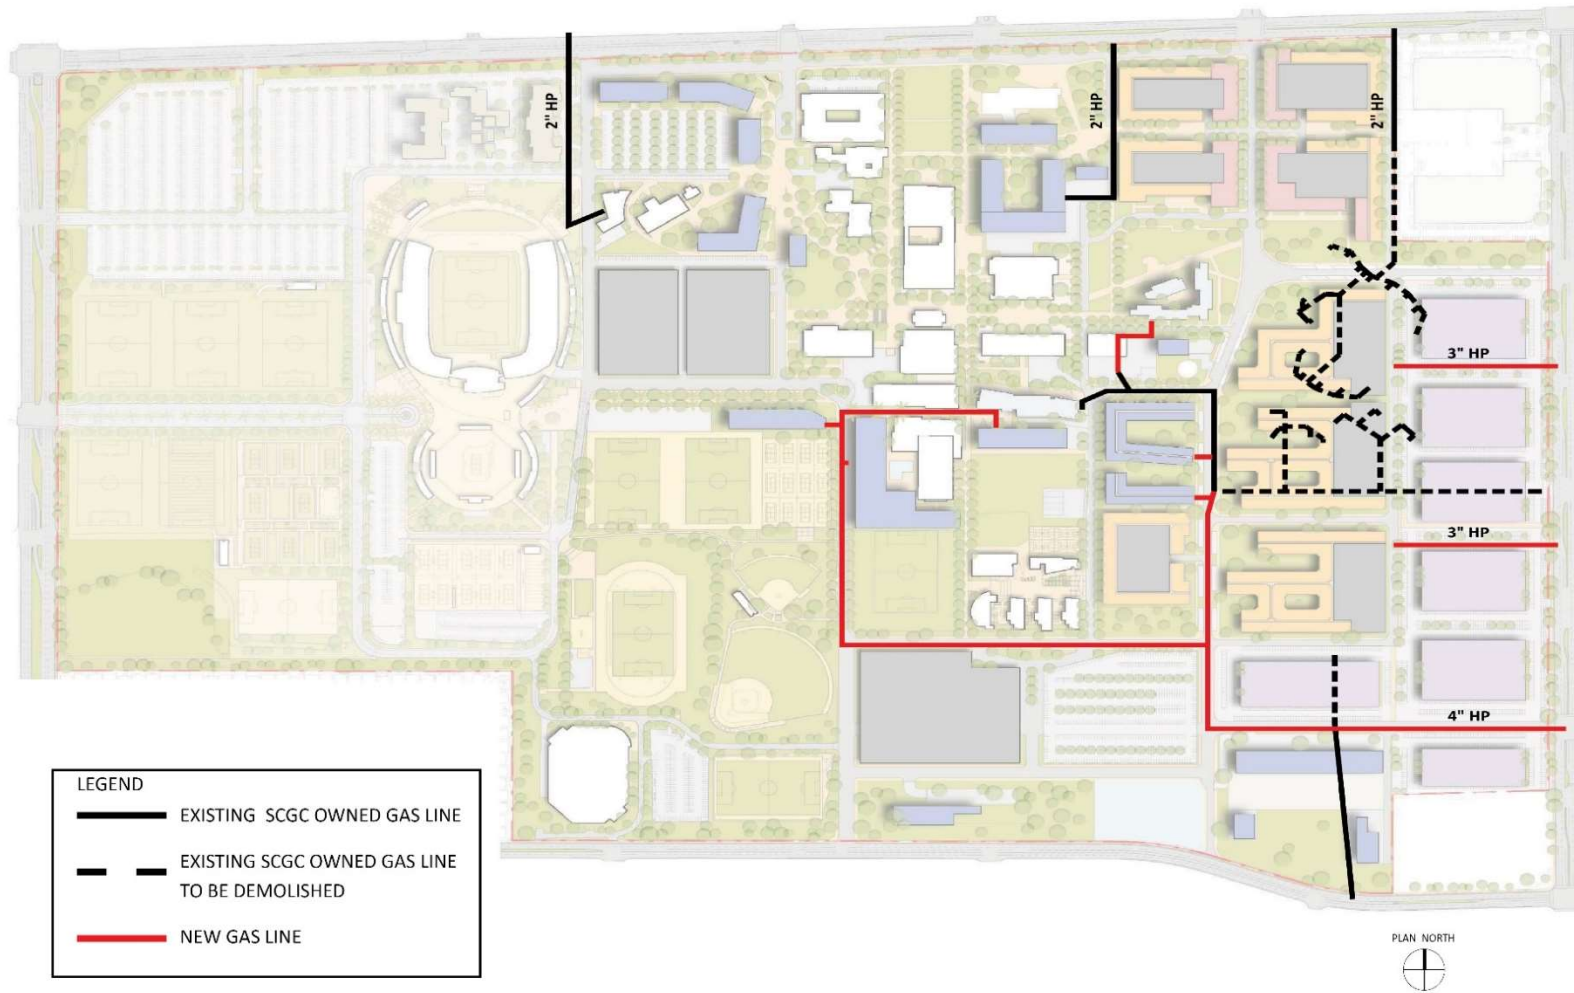 2" HP
2" HP
2" HP
3" HP
3" HP
4" HP
LEGEND
EXISTING SCGC OWNED GAS LINE
EXISTING SCGC OWNED GAS LINE
TO BE DEMOLISHED
NEW GAS LINE
PLAN NORTH